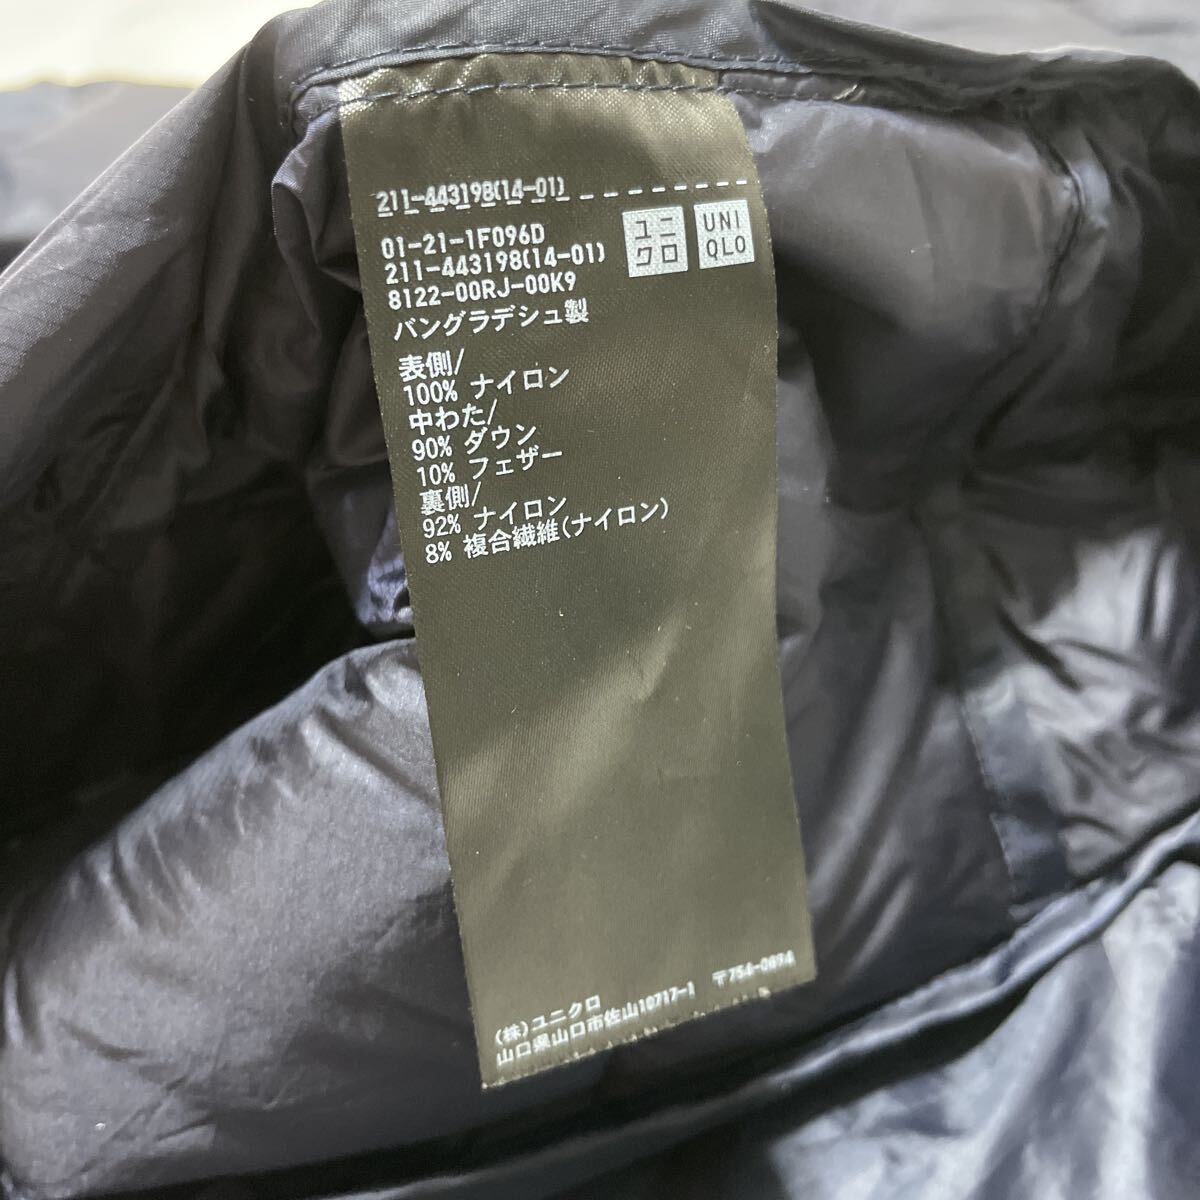 211-443198(14-01)
01-21-1F096D
211-443198(14-01)
8122-00RJ-00K9
バングラデシュ製
ユニ
クロ
UNI
QLO
表側/
100% ナイロン
中わた/
90% ダウン
10% フェザー
裏側/
92% ナイロン
8% 複合繊維(ナイロン)
(株)ユニクロ
山口県山口市佐山10717-1 〒754-0894